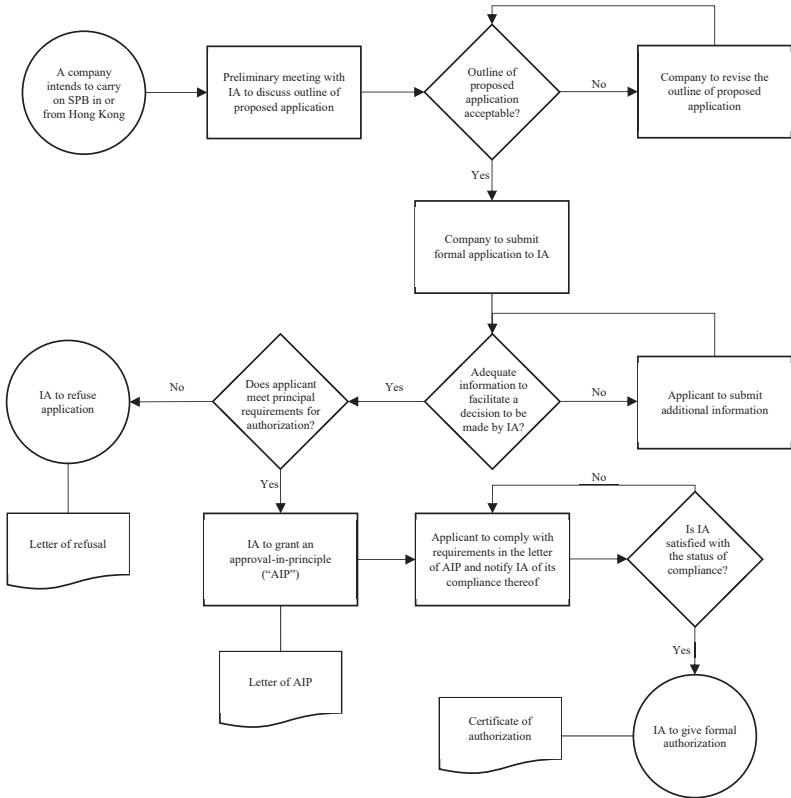 A company
intends to carry
on SPB in or
from Hong Kong
Preliminary meeting with
IA to discuss outline of
proposed application
Outline of
proposed
application
acceptable?
No
Company to revise the
outline of proposed
application
Yes
Company to submit
formal application to IA
IA to refuse
application
No
Does applicant
meet principal
requirements for
authorization?
Yes
Adequate
information to
facilitate a
decision to be
made by IA?
No
Applicant to submit
additional information
Yes
No
Letter of refusal
IA to grant an
approval-in-principle
(“AIP”)
Applicant to comply with
requirements in the letter
of AIP and notify IA of its
compliance thereof
Is IA
satisfied with
the status of
compliance?
Yes
Letter of AIP
Certificate of
authorization
IA to give formal
authorization